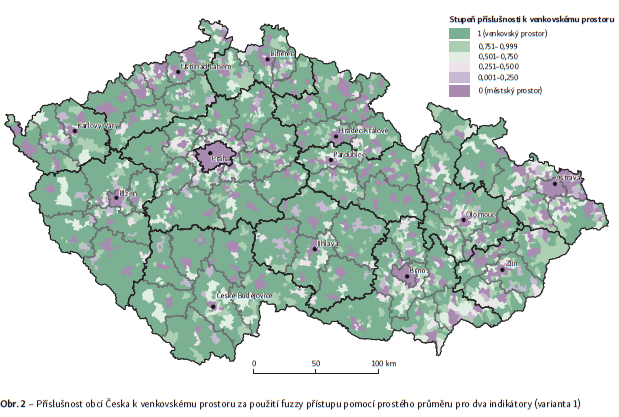 Stupeň příslušnosti k venkovskému prostoru
1 (venkovský prostor)
0,751–0,999
0,501–0,750
0,251–0,500
0,001–0,250
0 (městský prostor)
Liberec
Ústí nad Labem
Karlovy Vary
Hradec Králové
Praha
Pardubice
Ostrava
Plzeň
Olomouc
Jihlava
Zlín
Brno
České Budějovice
0 50 100 km
Obr. 2 – Příslušnost obcí Česka k venkovskému prostoru za použití fuzzy přístupu pomocí prostého průměru pro dva indikátory (varianta 1)